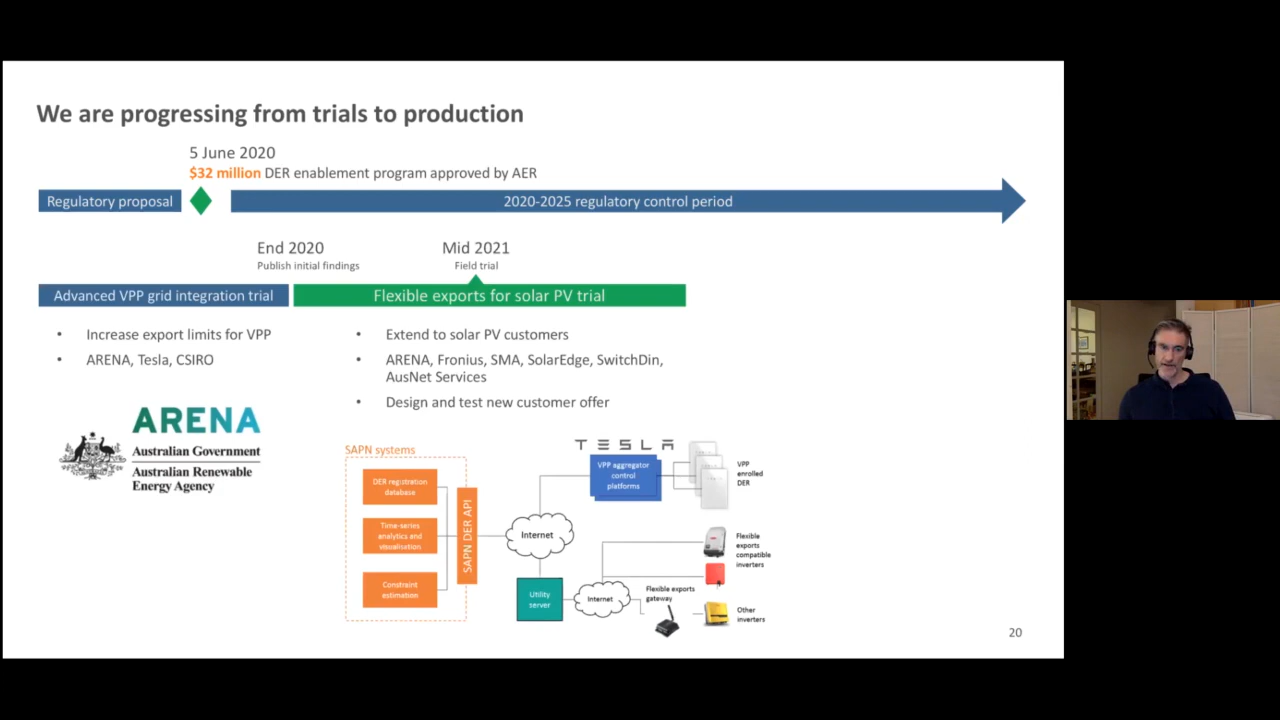 We are progressing from trials to production
5 June 2020
$32 million DER enablement program approved by AER
Regulatory proposal
2020-2025 regulatory control period
End 2020
Publish initial findings
Mid 2021
Field trial
Advanced VPP grid integration trial
Flexible exports for solar PV trial
• Increase export limits for VPP
• ARENA, Tesla, CSIRO
• Extend to solar PV customers
• ARENA, Fronius, SMA, SolarEdge, SwitchDin,
AusNet Services
• Design and test new customer offer
ARENA
Australian Government
Australian Renewable
Energy Agency
SAPN systems
DER registration
database
Time-series
analytics and
visualisation
Constraint
estimation
SAPN DER API
Internet
TESLA
VPP aggregator
control
platforms
VPP
enrolled
DER
Utility
server
Internet
Flexible exports
gateway
Flexible
exports
compatible
inverters
Other
inverters
20